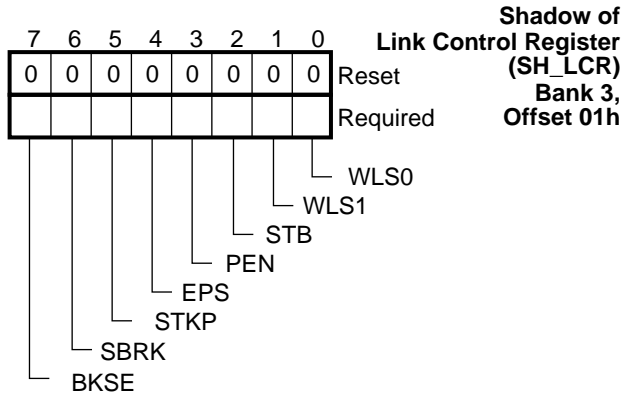 Shadow of
Link Control Register
(SH_LCR)
Bank 3,
Offset 01h
7 6 5 4 3 2 1 0
0 0 0 0 0 0 0 0 Reset
Required
WLS0
WLS1
STB
PEN
EPS
STKP
SBRK
BKSE